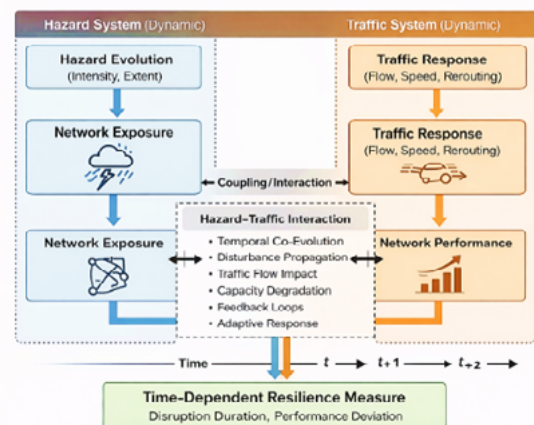 Hazard System (Dynamic)
Traffic System (Dynamic)
Hazard Evolution
(Intensity, Extent)
Traffic Response
(Flow, Speed, Rerouting)
Network Exposure
Traffic Response
(Flow, Speed, Rerouting)
Coupling/Interaction
Hazard–Traffic Interaction
• Temporal Co-Evolution
• Disturbance Propagation
• Traffic Flow Impact
• Capacity Degradation
• Feedback Loops
• Adaptive Response
Network Exposure
Network Performance
Time
t
t+1
t+2
Time-Dependent Resilience Measure
Disruption Duration, Performance Deviation